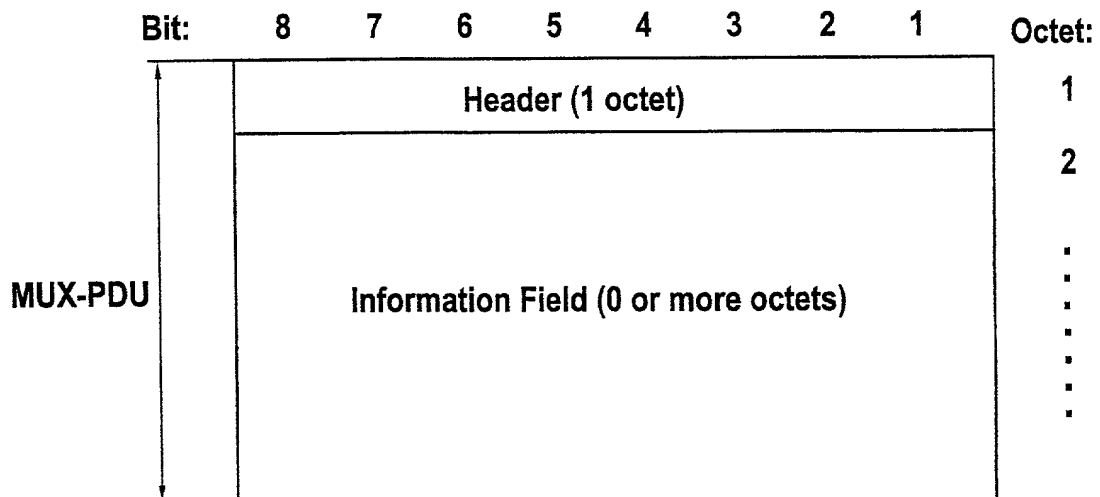 Bit: 8 7 6 5 4 3 2 1 Octet:
Header (1 octet) 1
2
MUX-PDU Information Field (0 or more octets)